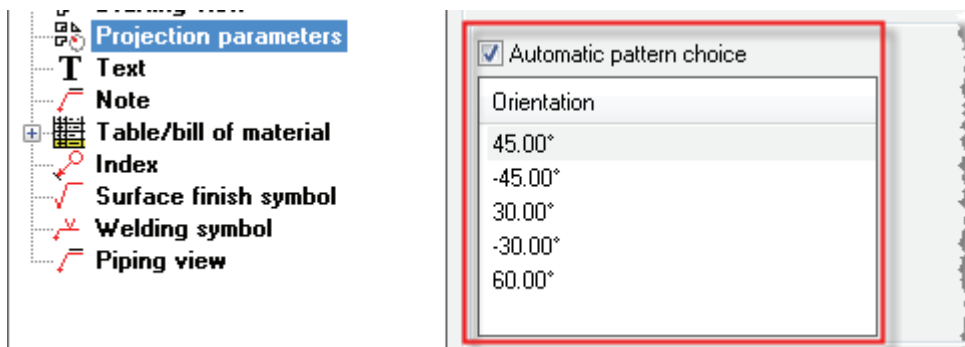 Projection parameters
Text
Note
Table/bill of material
Index
Surface finish symbol
Welding symbol
Piping view
Automatic pattern choice
Orientation
45.00°
-45.00°
30.00°
-30.00°
60.00°